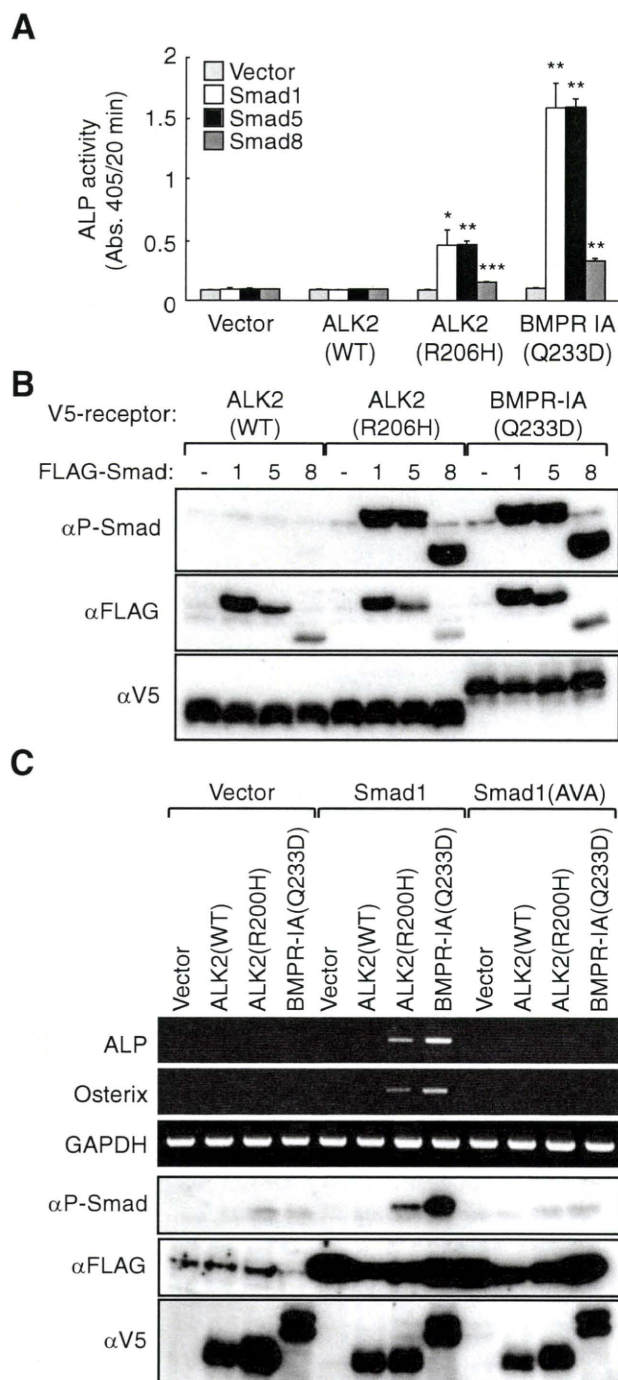 A
ALP activity
(Abs. 405/20 min)
2
1.5
1
0.5
0
Vector
Smad1
Smad5
Smad8
* ** ***
** ** **
Vector ALK2 (WT) ALK2 (R206H) BMPR IA (Q233D)
B
V5-receptor: ALK2 (WT) ALK2 (R206H) BMPR-IA (Q233D)
FLAG-Smad: - 1 5 8 - 1 5 8 - 1 5 8
αP-Smad
αFLAG
αV5
C
Vector Smad1 Smad1(AVA)
Vector ALK2(WT) ALK2(R200H) BMPR-IA(Q233D) Vector ALK2(WT) ALK2(R200H) BMPR-IA(Q233D) Vector ALK2(WT) ALK2(R200H) BMPR-IA(Q233D)
ALP
Osterix
GAPDH
αP-Smad
αFLAG
αV5